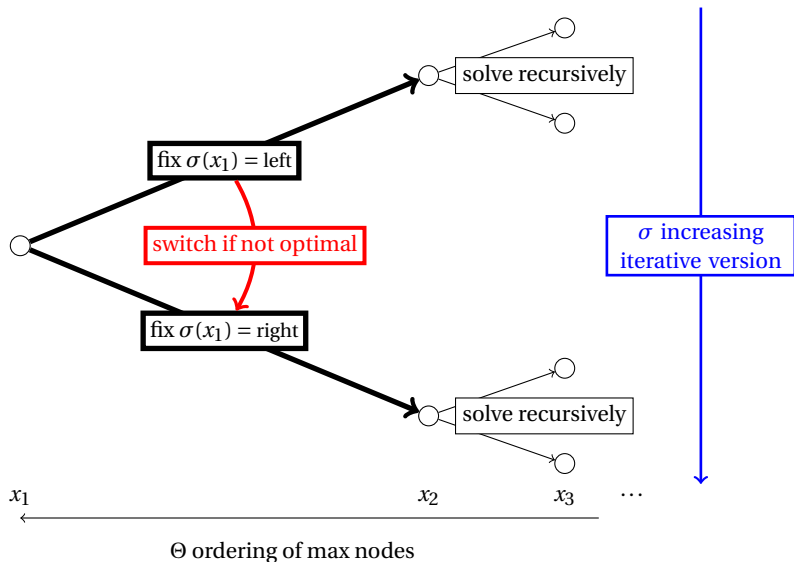 solve recursively
fix σ(x₁) = left
switch if not optimal
σ increasing
iterative version
fix σ(x₁) = right
solve recursively
x₁ x₂ x₃ ⋯
Θ ordering of max nodes